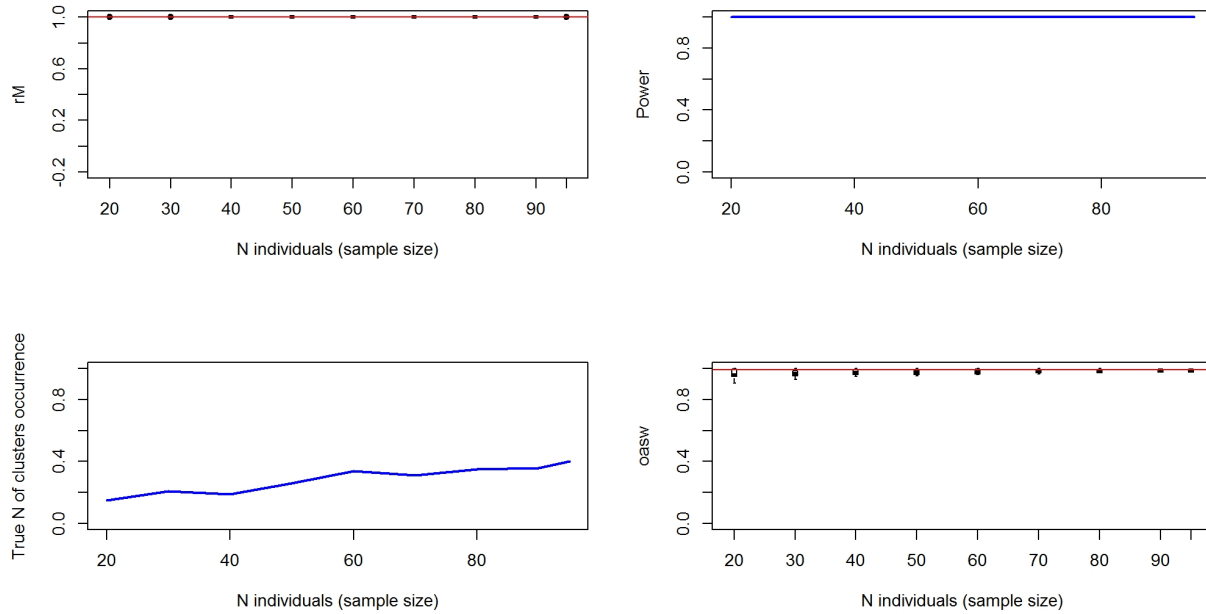 rM
-0.2 0.2 0.6 1.0
20 30 40 50 60 70 80 90
N individuals (sample size)
Power
0.0 0.4 0.8
20 40 60 80
N individuals (sample size)
True N of clusters occurrence
0.0 0.4 0.8
20 40 60 80
N individuals (sample size)
oasw
0.0 0.4 0.8
20 30 40 50 60 70 80 90
N individuals (sample size)